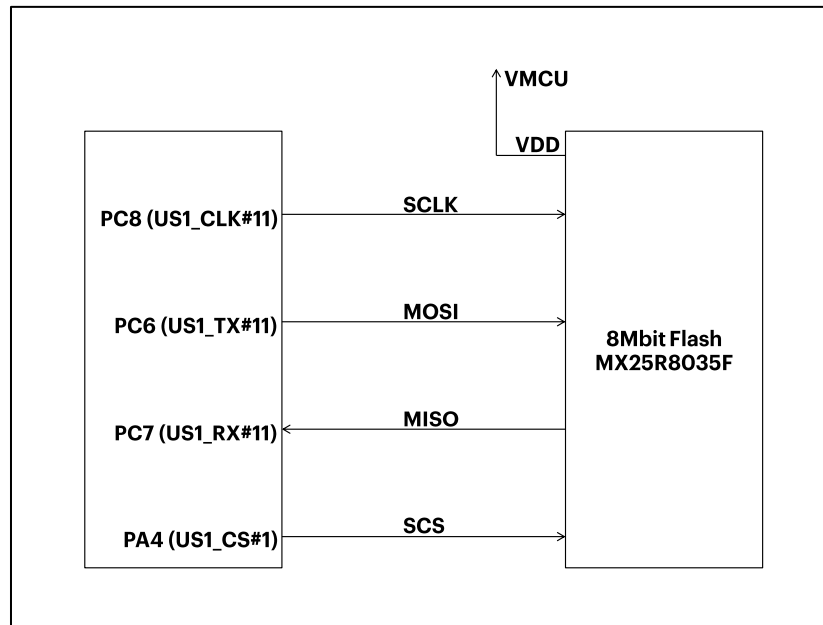 VMCU
VDD
PC8 (US1_CLK#11)
SCLK
PC6 (US1_TX#11)
MOSI
8Mbit Flash
MX25R8035F
PC7 (US1_RX#11)
MISO
PA4 (US1_CS#1)
SCS